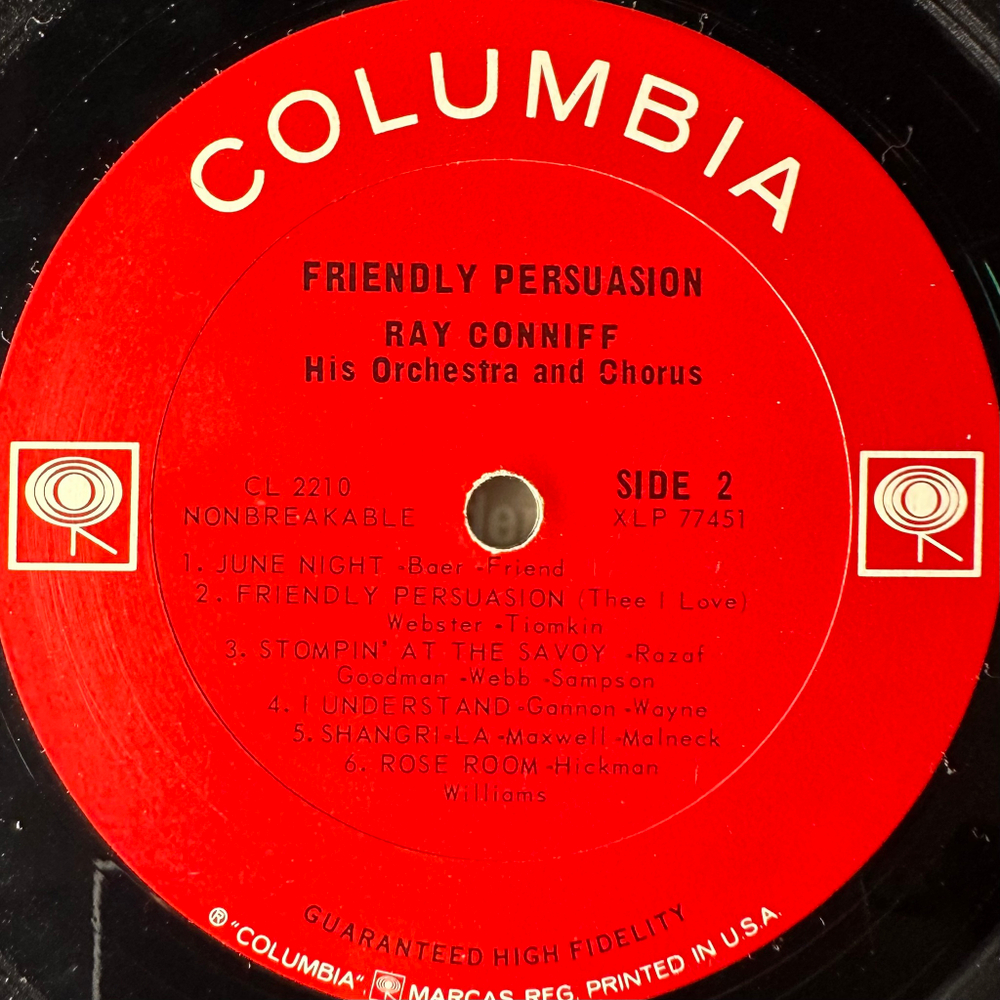 COLUMBIA
FRIENDLY PERSUASION
RAY CONNIFF
His Orchestra and Chorus
CL 2210
NONBREAKABLE
SIDE 2
XLP 77451
1. JUNE NIGHT -Baer -Friend
2. FRIENDLY PERSUASION (Thee I Love)
Webster -Tiomkin
3. STOMPIN' AT THE SAVOY -Razaf
Goodman -Webb -Sampson
4. I UNDERSTAND -Gannon -Wayne
5. SHANGRI-LA -Maxwell -Malneck
6. ROSE ROOM -Hickman
Williams
GUARANTEED HIGH FIDELITY
® "COLUMBIA", MARCAS REG. PRINTED IN U.S.A.